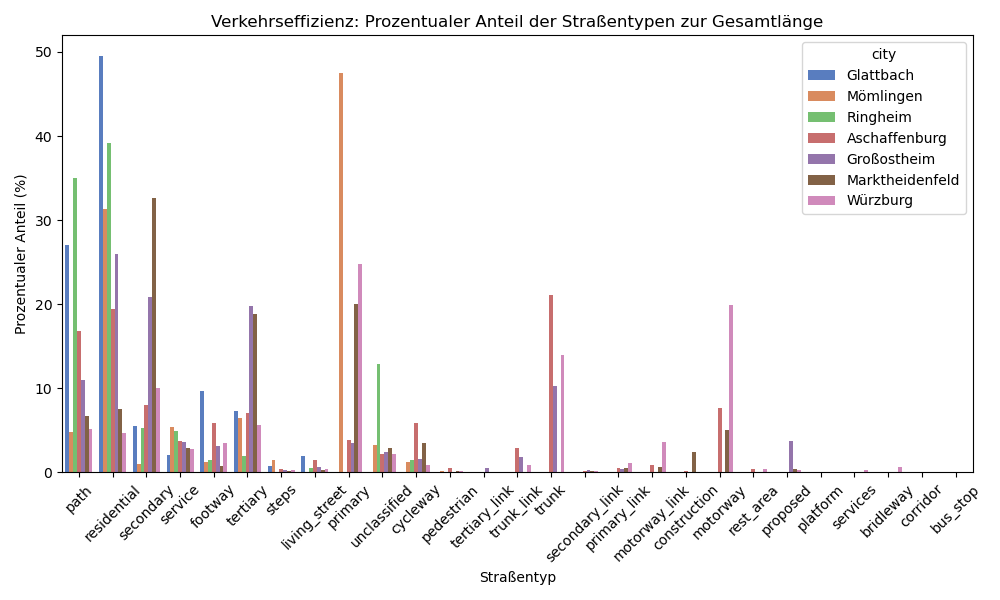 Verkehrseffizienz: Prozentualer Anteil der Straßentypen zur Gesamtlänge
Prozentualer Anteil (%)
50
40
30
20
10
0
city
Glattbach
Mömlingen
Ringheim
Aschaffenburg
Großostheim
Marktheidenfeld
Würzburg
path
residential
secondary
service
footway
tertiary
steps
living_street
primary
unclassified
cycleway
pedestrian
tertiary_link
trunk_link
trunk
secondary_link
primary_link
motorway_link
construction
motorway
rest_area
proposed
platform
services
bridleway
corridor
bus_stop
Straßentyp